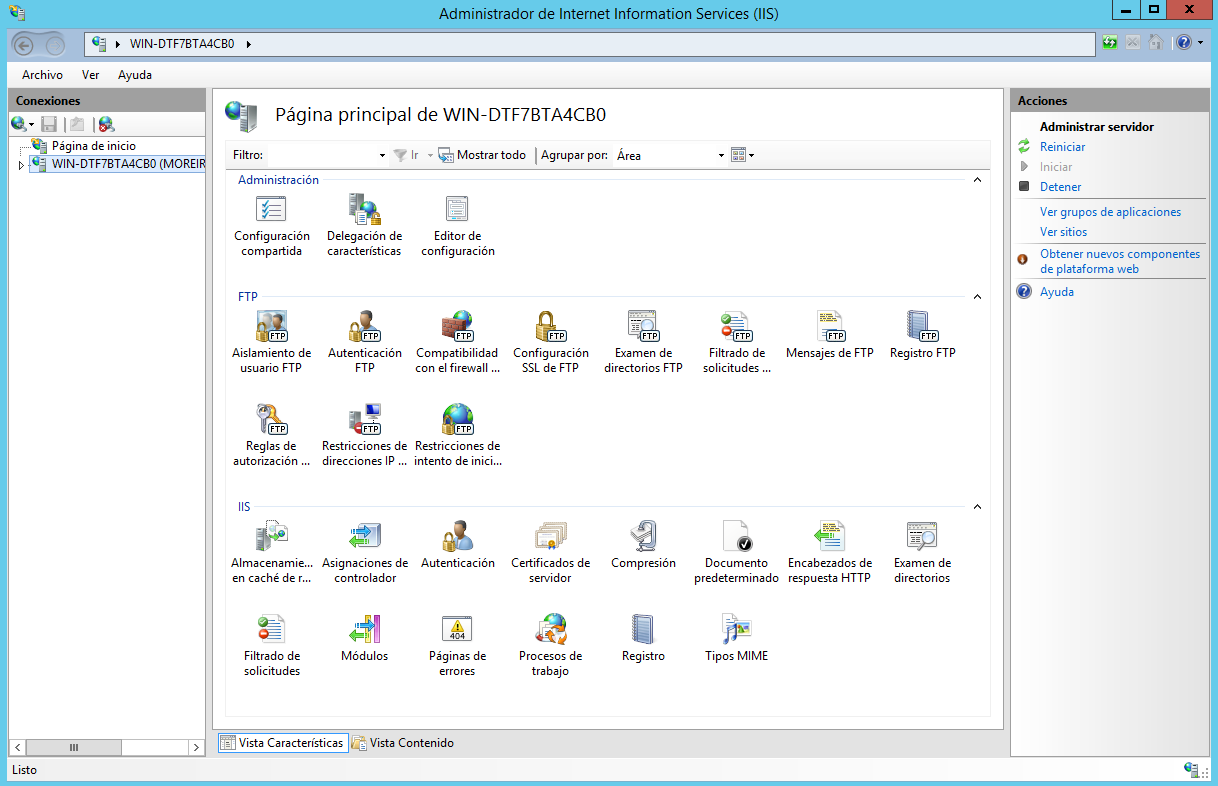 Administrador de Internet Information Services (IIS)
WIN-DTF7BTA4CB0
Archivo Ver Ayuda
Conexiones
Página de inicio
WIN-DTF7BTA4CB0 (MOREIR
Página principal de WIN-DTF7BTA4CB0
Filtro: Ir Mostrar todo Agrupar por: Área
Administración
Configuración compartida
Delegación de características
Editor de configuración
FTP
Aislamiento de usuario FTP
Autenticación FTP
Compatibilidad con el firewall ...
Configuración SSL de FTP
Examen de directorios FTP
Filtrado de solicitudes ...
Mensajes de FTP
Registro FTP
Reglas de autorización ...
Restricciones de direcciones IP ...
Restricciones de intento de inici...
IIS
Almacenamie... en caché de r...
Asignaciones de controlador
Autenticación
Certificados de servidor
Compresión
Documento predeterminado
Encabezados de respuesta HTTP
Examen de directorios
Filtrado de solicitudes
Módulos
404
Páginas de errores
Procesos de trabajo
Registro
Tipos MIME
Vista Características Vista Contenido
Acciones
Administrar servidor
Reiniciar
Iniciar
Detener
Ver grupos de aplicaciones
Ver sitios
Obtener nuevos componentes
de plataforma web
Ayuda
Listo